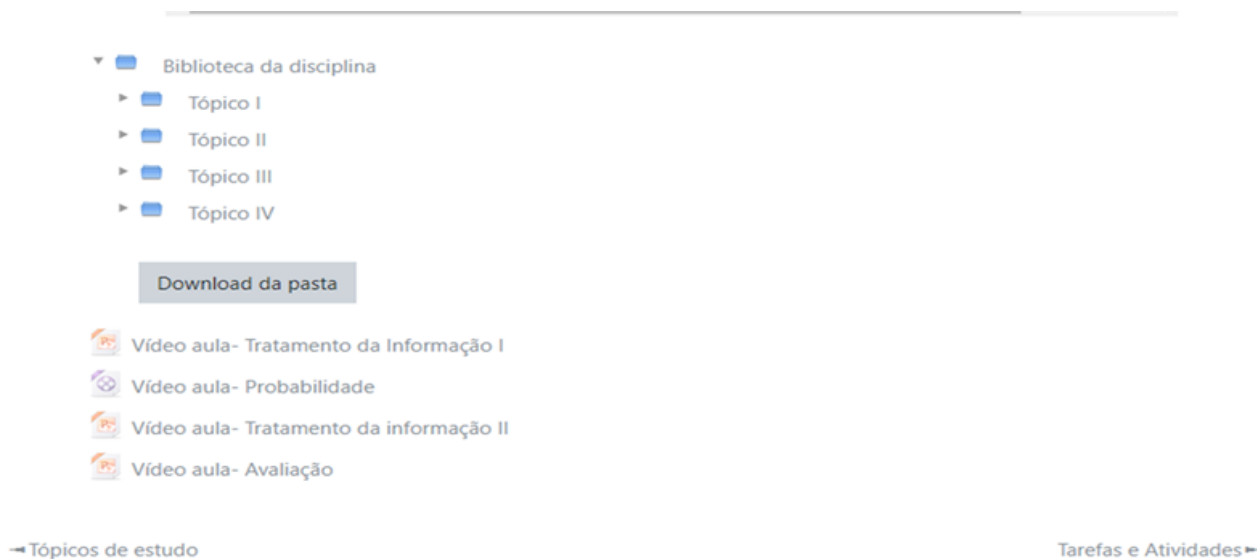 Biblioteca da disciplina
Tópico I
Tópico II
Tópico III
Tópico IV
Download da pasta
Vídeo aula- Tratamento da Informação I
Vídeo aula- Probabilidade
Vídeo aula- Tratamento da informação II
Vídeo aula- Avaliação
◄Tópicos de estudo
Tarefas e Atividades►